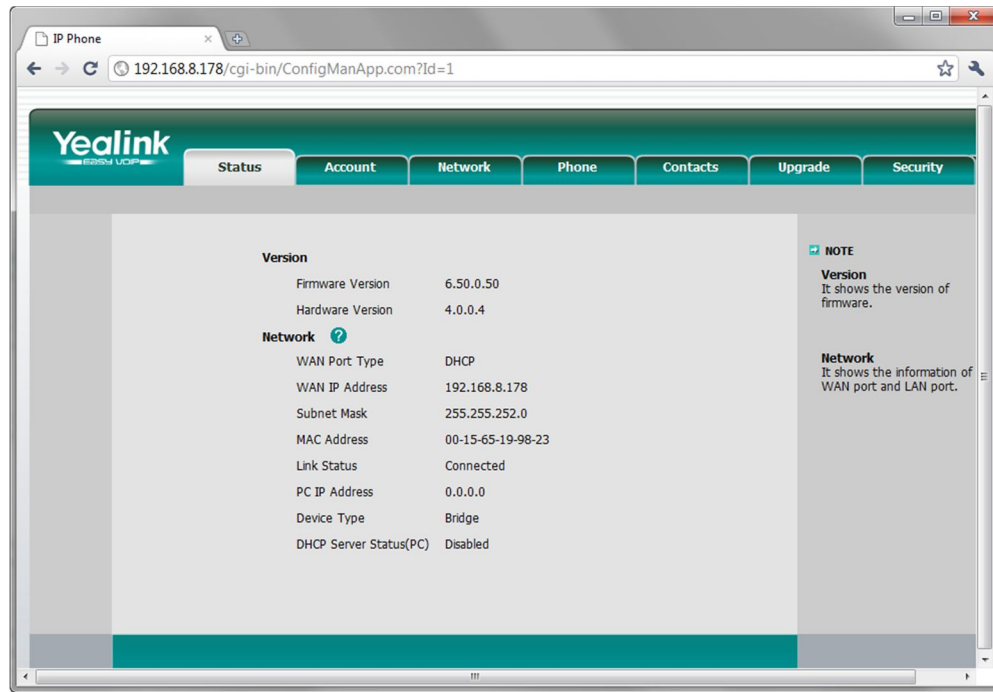 IP Phone
192.168.8.178/cgi-bin/ConfigManApp.com?Id=1
Yealink
EASY VOIP
Status Account Network Phone Contacts Upgrade Security
Version
Firmware Version 6.50.0.50
Hardware Version 4.0.0.4
Network ?
WAN Port Type DHCP
WAN IP Address 192.168.8.178
Subnet Mask 255.255.252.0
MAC Address 00-15-65-19-98-23
Link Status Connected
PC IP Address 0.0.0.0
Device Type Bridge
DHCP Server Status(PC) Disabled
NOTE
Version
It shows the version of
firmware.
Network
It shows the information of
WAN port and LAN port.